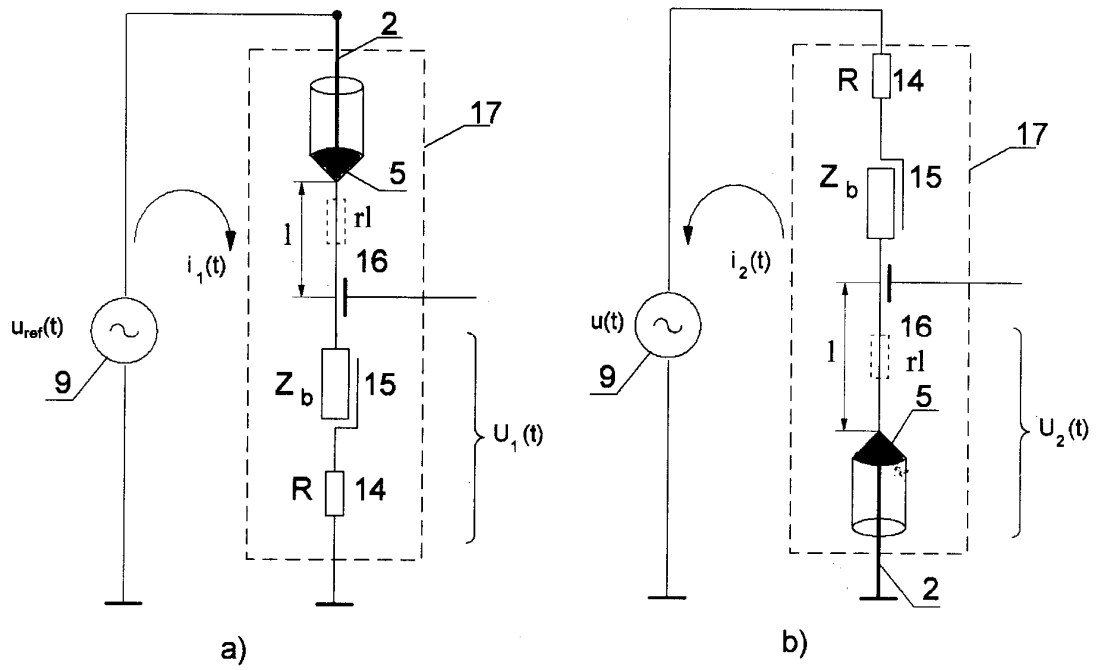 2
17
5
l
rl
16
i1(t)
uref(t)
9
Zb
15
U1(t)
R
14
a)
R
14
17
Zb
15
i2(t)
16
u(t)
l
rl
9
5
U2(t)
2
b)